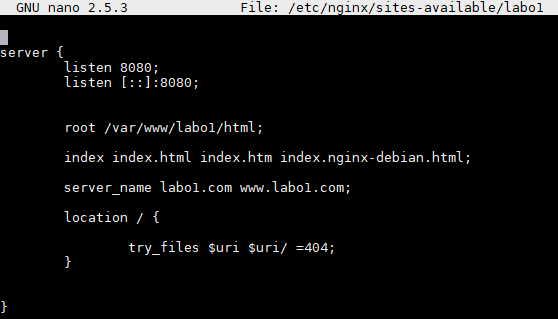 GNU nano 2.5.3 File: /etc/nginx/sites-available/labo1
server {
listen 8080;
listen [::]:8080;
root /var/www/labo1/html;
index index.html index.htm index.nginx-debian.html;
server_name labo1.com www.labo1.com;
location / {
try_files $uri $uri/ =404;
}
}